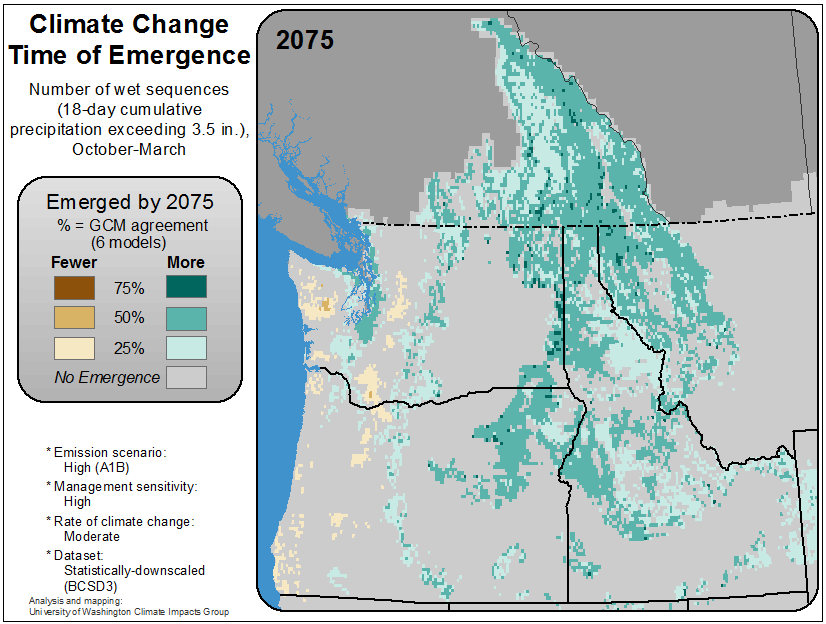 Climate Change
Time of Emergence
Number of wet sequences
(18-day cumulative
precipitation exceeding 3.5 in.),
October-March
2075
Emerged by 2075
% = GCM agreement
(6 models)
Fewer More
75%
50%
25%
No Emergence
* Emission scenario:
High (A1B)
* Management sensitivity:
High
* Rate of climate change:
Moderate
* Dataset:
Statistically-downscaled
(BCSD3)
Analysis and mapping:
University of Washington Climate Impacts Group